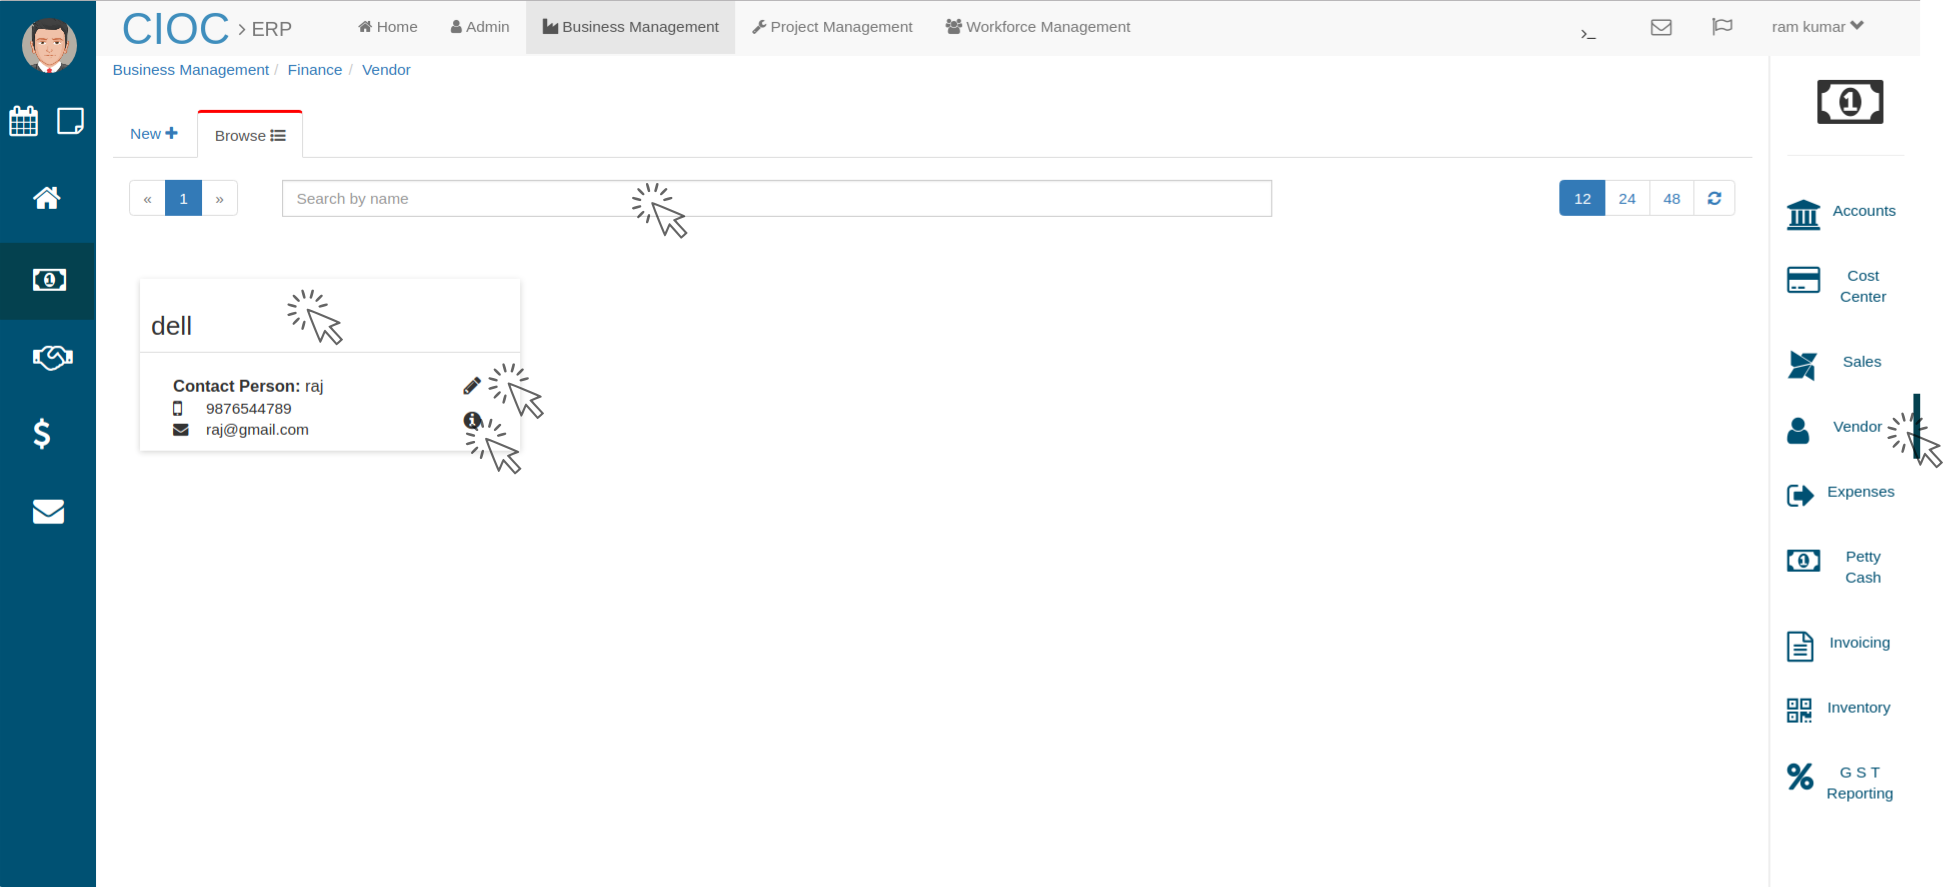 CIOC > ERP Home Admin Business Management Project Management Workforce Management >_ ram kumar
Business Management / Finance / Vendor
New Browse
« 1 » Search by name 12 24 48
dell
Contact Person: raj
9876544789
raj@gmail.com
Accounts
Cost
Center
Sales
Vendor
Expenses
Petty
Cash
Invoicing
Inventory
G S T
Reporting